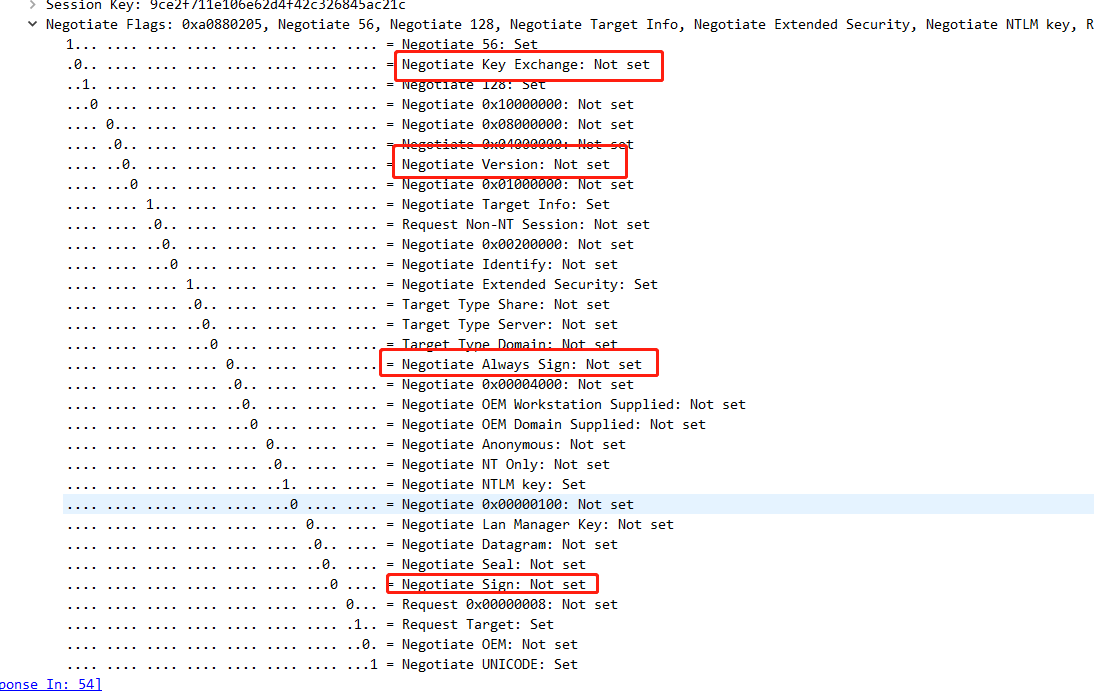 Session Key: 9ce2f711e106e62d4f42c326845ac21c
Negotiate Flags: 0xa0880205, Negotiate 56, Negotiate 128, Negotiate Target Info, Negotiate Extended Security, Negotiate NTLM key, R
1... .... .... .... .... .... .... .... = Negotiate 56: Set
.0.. .... .... .... .... .... .... .... = Negotiate Key Exchange: Not set
..1. .... .... .... .... .... .... .... = Negotiate 128: Set
...0 .... .... .... .... .... .... .... = Negotiate 0x10000000: Not set
.... 0... .... .... .... .... .... .... = Negotiate 0x08000000: Not set
.... .0.. .... .... .... .... .... .... = Negotiate 0x04000000: Not set
.... ..0. .... .... .... .... .... .... = Negotiate Version: Not set
.... ...0 .... .... .... .... .... .... = Negotiate 0x01000000: Not set
.... .... 1... .... .... .... .... .... = Negotiate Target Info: Set
.... .... .0.. .... .... .... .... .... = Request Non-NT Session: Not set
.... .... ..0. .... .... .... .... .... = Negotiate 0x00200000: Not set
.... .... ...0 .... .... .... .... .... = Negotiate Identify: Not set
.... .... .... 1... .... .... .... .... = Negotiate Extended Security: Set
.... .... .... .0.. .... .... .... .... = Target Type Share: Not set
.... .... .... ..0. .... .... .... .... = Target Type Server: Not set
.... .... .... ...0 .... .... .... .... = Target Type Domain: Not set
.... .... .... .... 0... .... .... .... = Negotiate Always Sign: Not set
.... .... .... .... .0.. .... .... .... = Negotiate 0x00004000: Not set
.... .... .... .... ..0. .... .... .... = Negotiate OEM Workstation Supplied: Not set
.... .... .... .... ...0 .... .... .... = Negotiate OEM Domain Supplied: Not set
.... .... .... .... .... 0... .... .... = Negotiate Anonymous: Not set
.... .... .... .... .... .0.. .... .... = Negotiate NT Only: Not set
.... .... .... .... .... ..1. .... .... = Negotiate NTLM key: Set
.... .... .... .... .... ...0 .... .... = Negotiate 0x00000100: Not set
.... .... .... .... .... .... 0... .... = Negotiate Lan Manager Key: Not set
.... .... .... .... .... .... .0.. .... = Negotiate Datagram: Not set
.... .... .... .... .... .... ..0. .... = Negotiate Seal: Not set
.... .... .... .... .... .... ...0 .... = Negotiate Sign: Not set
.... .... .... .... .... .... .... 0... = Request 0x00000008: Not set
.... .... .... .... .... .... .... .1.. = Request Target: Set
.... .... .... .... .... .... .... ..0. = Negotiate OEM: Not set
.... .... .... .... .... .... .... ...1 = Negotiate UNICODE: Set
ponse In: 54]